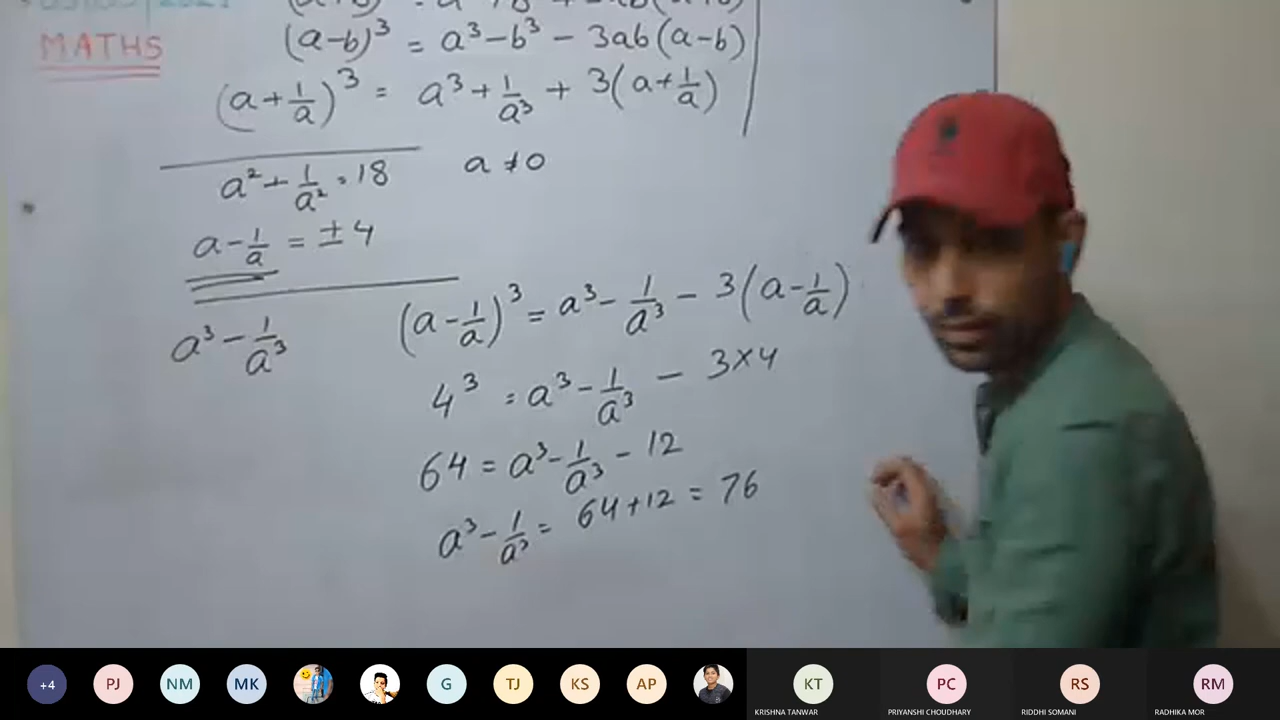 MATHS
(a-b)³ = a³-b³ - 3ab(a-b)
(a+1/a)³ = a³+1/a³ + 3(a+1/a)
a²+1/a²=18 a≠0
a-1/a = ±4
a³-1/a³
(a-1/a)³ = a³-1/a³ - 3(a-1/a)
4³ = a³-1/a³ - 3×4
64 = a³-1/a³ - 12
a³-1/a³ = 64+12 = 76
+4
PJ
NM
MK
G
TJ
KS
AP
KT
KRISHNA TANWAR
PC
PRIYANSHI CHOUDHARY
RS
RIDDHI SOMANI
RM
RADHIKA MOR